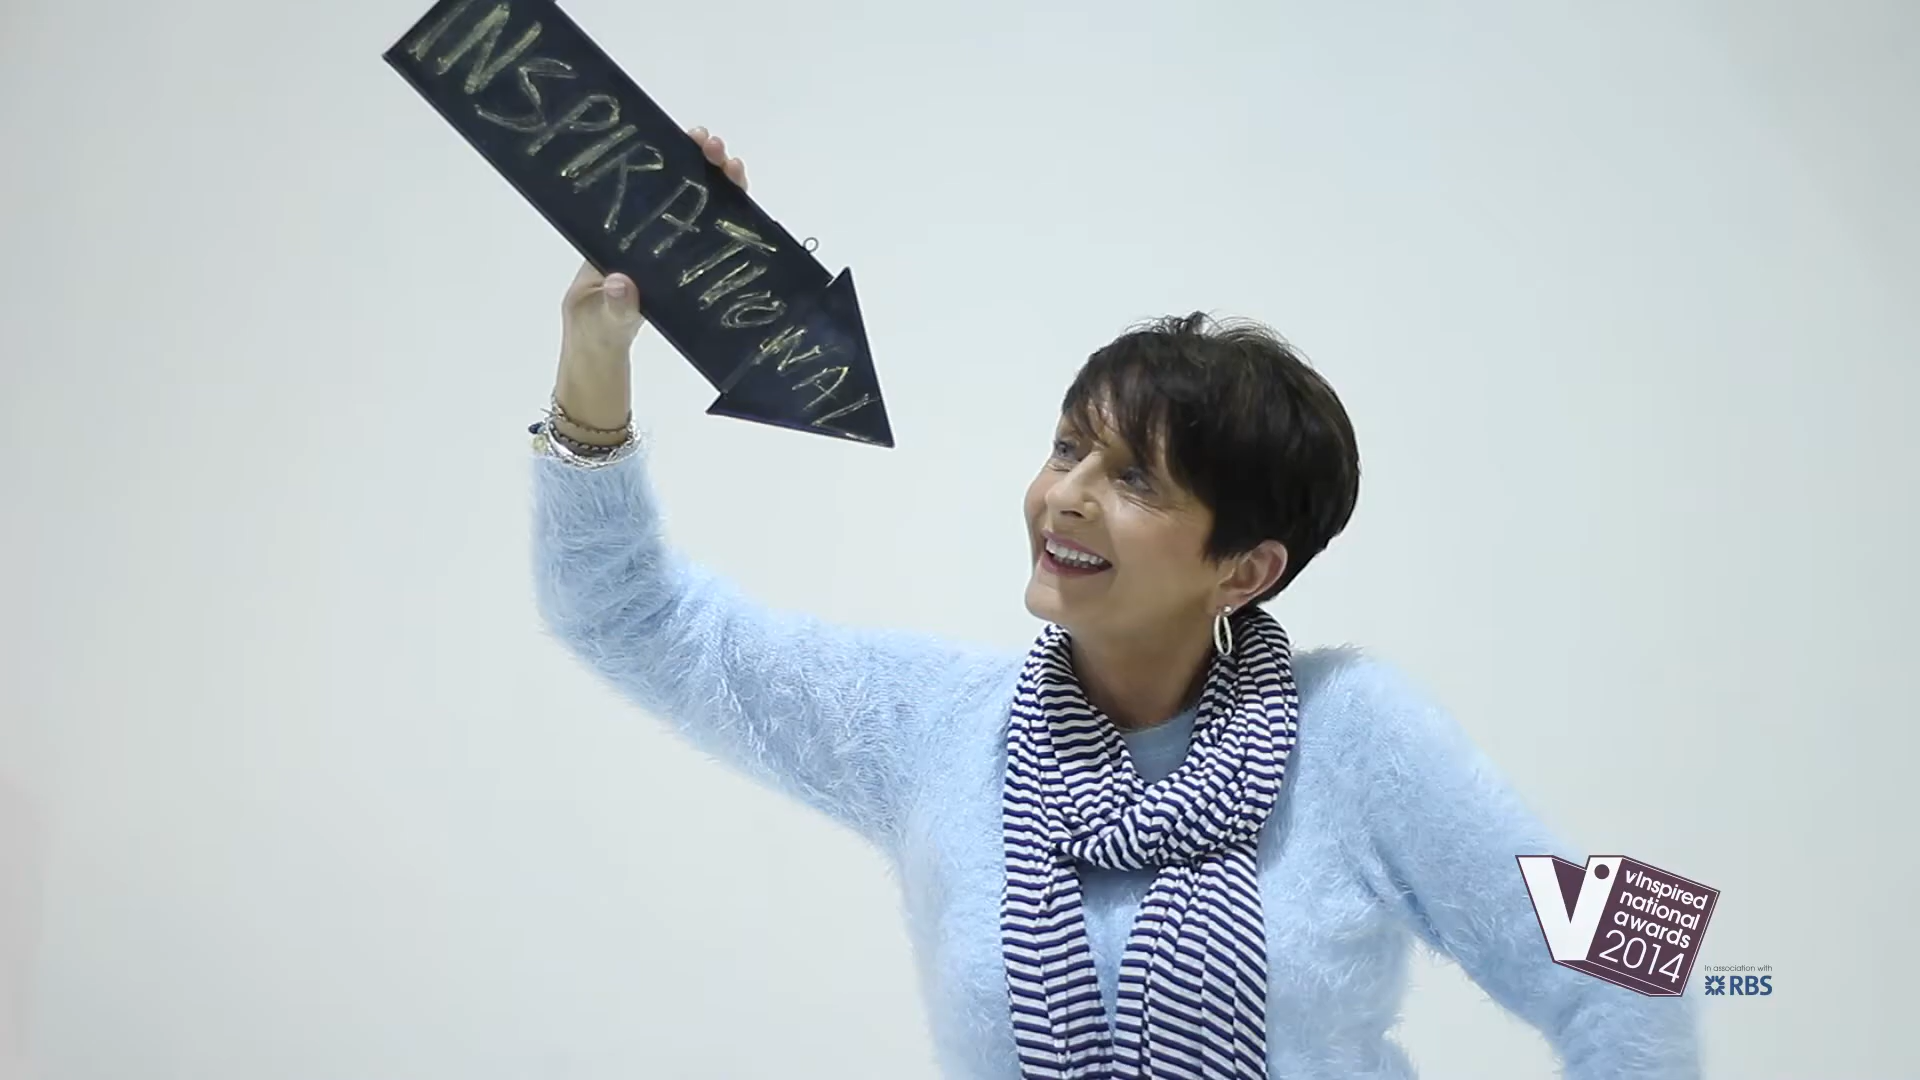 INSPIRATIONAL
vInspired
national
awards
2014
In association with
RBS